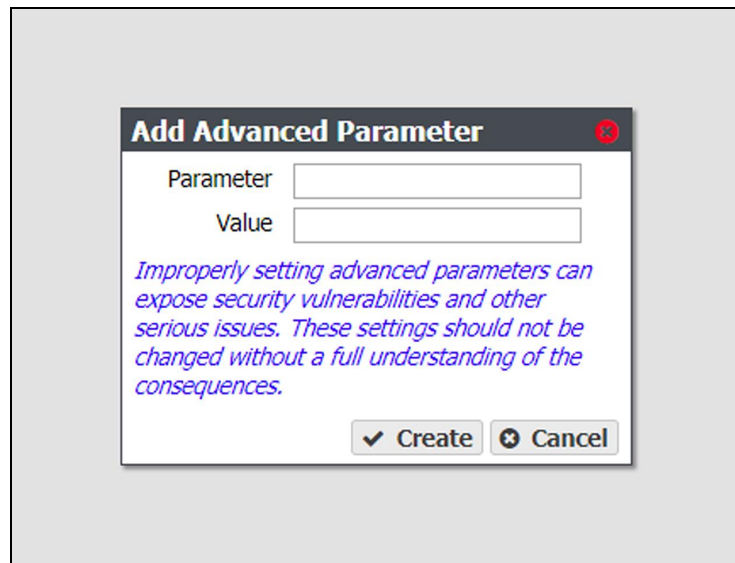 Add Advanced Parameter
Parameter
Value
Improperly setting advanced parameters can
expose security vulnerabilities and other
serious issues. These settings should not be
changed without a full understanding of the
consequences.
Create Cancel